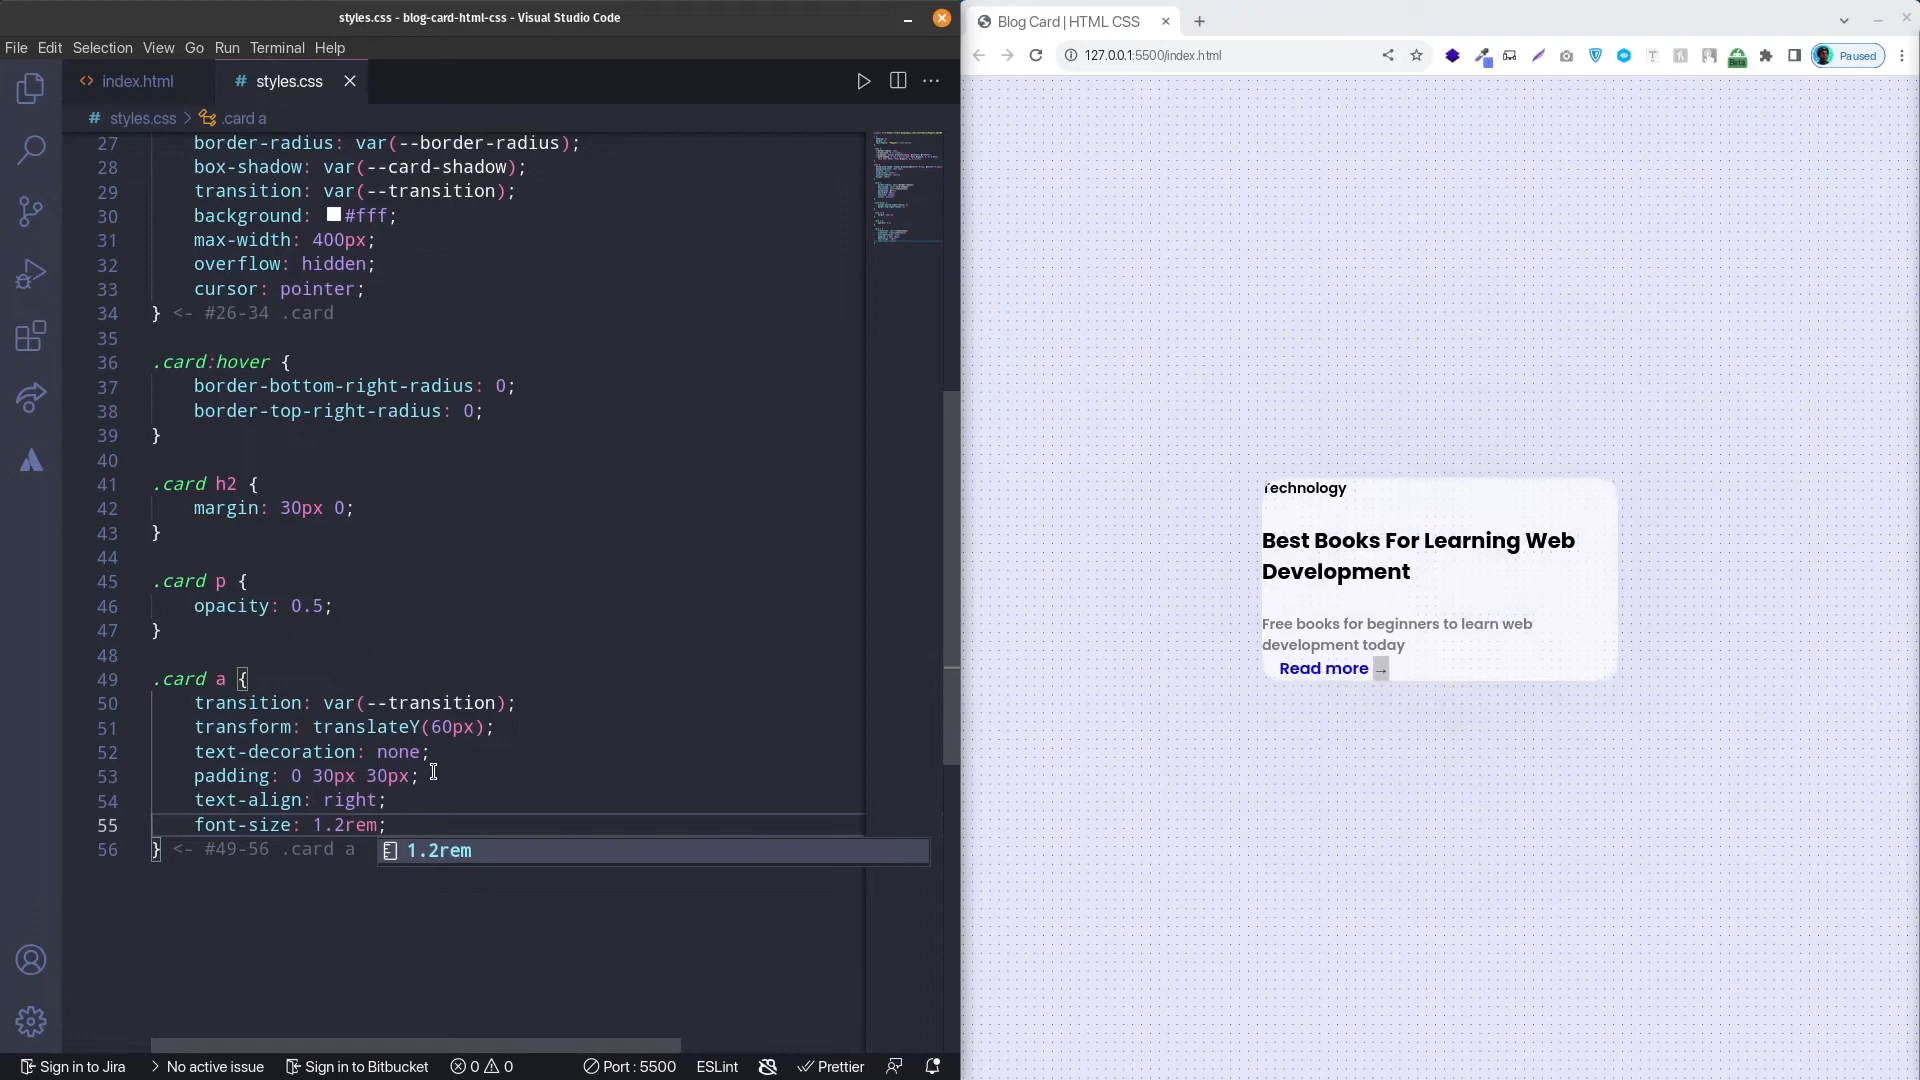 styles.css - blog-card-html-css - Visual Studio Code
File Edit Selection View Go Run Terminal Help
<> index.html # styles.css
# styles.css > .card a
27 border-radius: var(--border-radius);
28 box-shadow: var(--card-shadow);
29 transition: var(--transition);
30 background: #fff;
31 max-width: 400px;
32 overflow: hidden;
33 cursor: pointer;
34 } <- #26-34 .card
35
36 .card:hover {
37 border-bottom-right-radius: 0;
38 border-top-right-radius: 0;
39 }
40
41 .card h2 {
42 margin: 30px 0;
43 }
44
45 .card p {
46 opacity: 0.5;
47 }
48
49 .card a {
50 transition: var(--transition);
51 transform: translateY(60px);
52 text-decoration: none;
53 padding: 0 30px 30px;
54 text-align: right;
55 font-size: 1.2rem;
56 } <- #49-56 .card a
1.2rem
Sign in to Jira > No active issue Sign in to Bitbucket 0 0 Port : 5500 ESLint Prettier
Blog Card | HTML CSS
127.0.0.1:5500/index.html
Beta
Paused
Technology
Best Books For Learning Web
Development
Free books for beginners to learn web
development today
Read more →